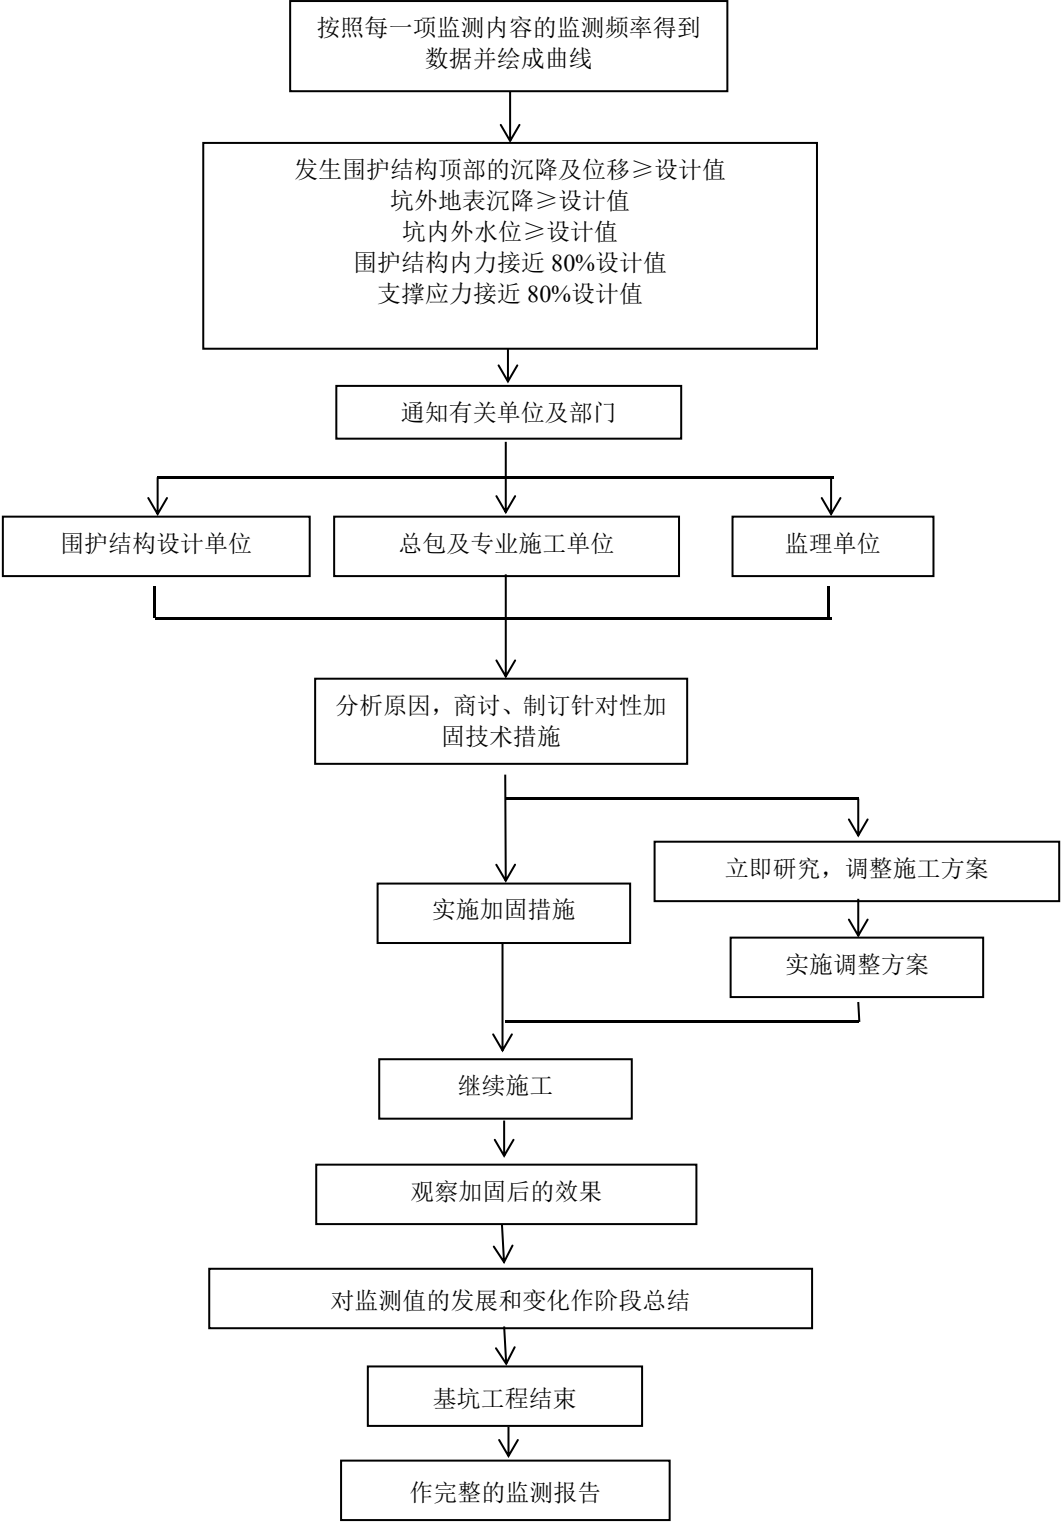 按照每一项监测内容的监测频率得到
数据并绘成曲线
发生围护结构顶部的沉降及位移≥设计值
坑外地表沉降≥设计值
坑内外水位≥设计值
围护结构内力接近 80%设计值
支撑应力接近 80%设计值
通知有关单位及部门
围护结构设计单位
总包及专业施工单位
监理单位
分析原因，商讨、制订针对性加
固技术措施
立即研究，调整施工方案
实施加固措施
实施调整方案
继续施工
观察加固后的效果
对监测值的发展和变化作阶段总结
基坑工程结束
作完整的监测报告